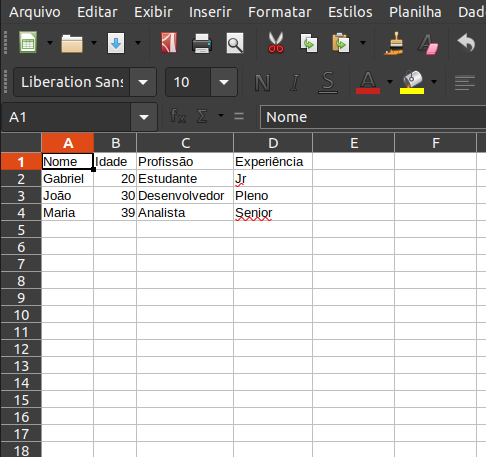 Arquivo Editar Exibir Inserir Formatar Estilos Planilha Dad
Liberation Sans 10 N I S A
A1 fx Σ = Nome
A B C D E F
1 Nome Idade Profissão Experiência
2 Gabriel 20 Estudante Jr
3 João 30 Desenvolvedor Pleno
4 Maria 39 Analista Senior
5
6
7
8
9
10
11
12
13
14
15
16
17
18